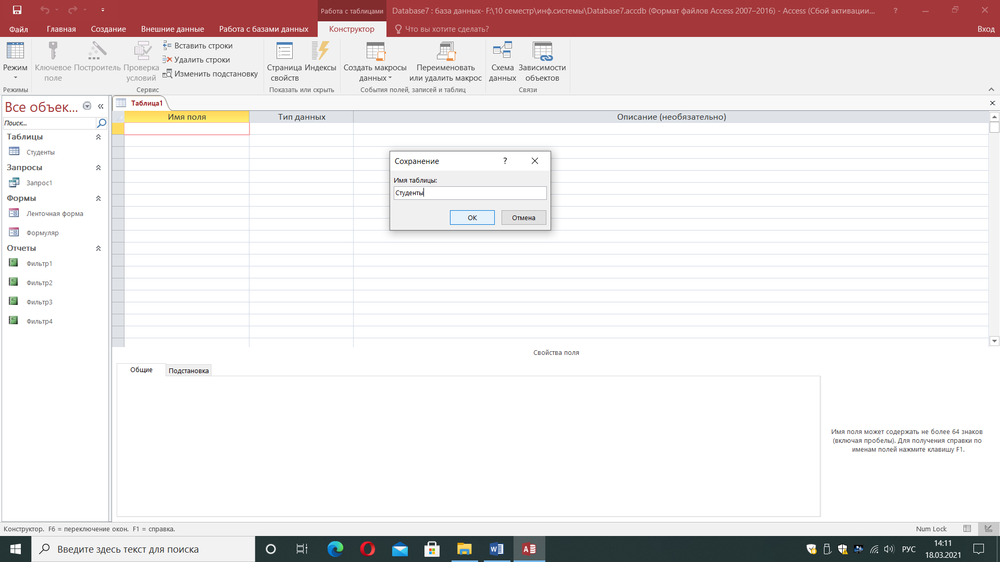 Работа с таблицами
Database7 : база данных- F:\10 семестр\инф.системы\Database7.accdb (Формат файлов Access 2007–2016) - Access (Сбой активации...
?
Файл
Главная
Создание
Внешние данные
Работа с базами данных
Конструктор
Что вы хотите сделать?
Вход
Режим
Ключевое поле
Построитель
Проверка условий
Вставить строки
Удалить строки
Изменить подстановку
Страница свойств
Индексы
Создать макросы данных
Переименовать или удалить макрос
Схема данных
Зависимости объектов
Режимы
Сервис
Показать или скрыть
События полей, записей и таблиц
Связи
Все объек...
Поиск...
Таблицы
Студенты
Запросы
Запрос1
Формы
Ленточная форма
Формуляр
Отчеты
Фильтр1
Фильтр2
Фильтр3
Фильтр4
Таблица1
Имя поля
Тип данных
Описание (необязательно)
Сохранение
?
Имя таблицы:
Студенты
ОК
Отмена
Свойства поля
Общие
Подстановка
Имя поля может содержать не более 64 знаков
(включая пробелы). Для получения справки по
именам полей нажмите клавишу F1.
Конструктор.  F6 = переключение окон.  F1 = справка.
Num Lock
Введите здесь текст для поиска
РУС
14:11
18.03.2021